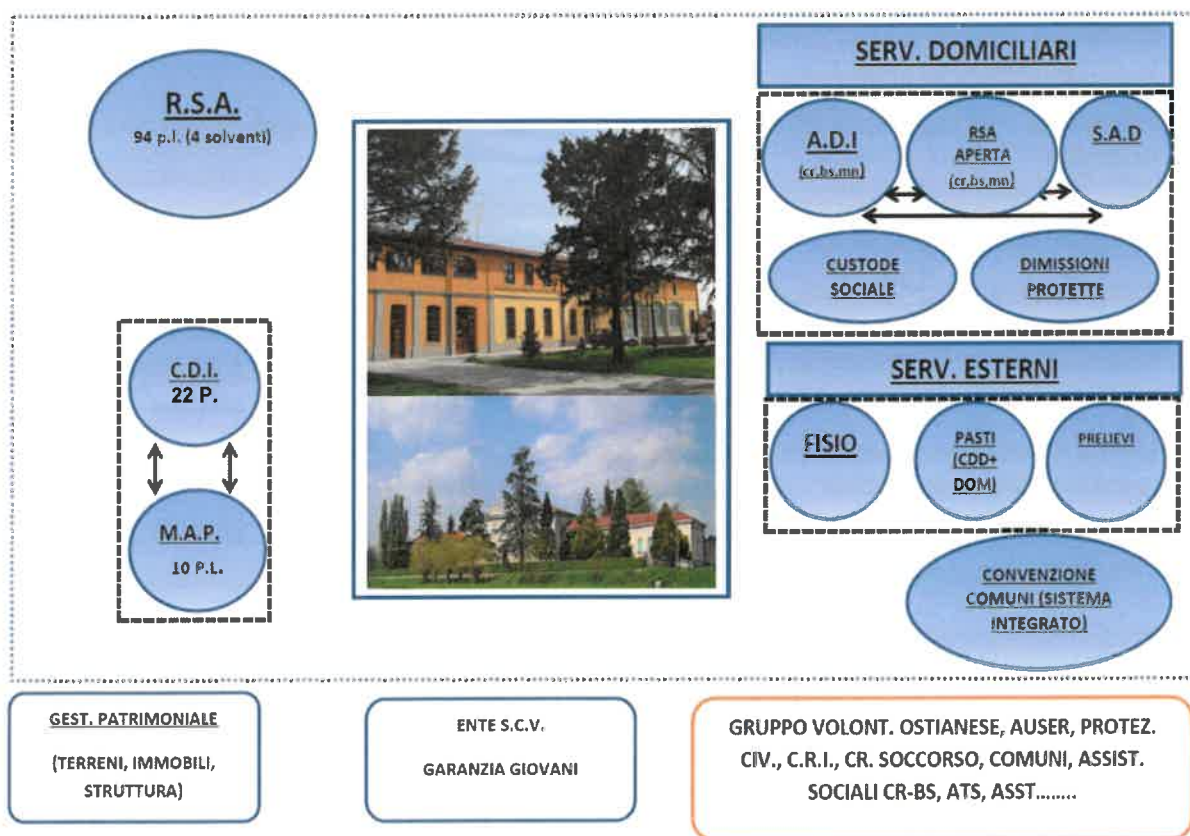 R.S.A.
94 p.l. (4 solventi)
C.D.I.
22 P.
M.A.P.
10 P.L.
SERV. DOMICILIARI
A.D.I
(cr,bs,mn)
RSA
APERTA
(cr,bs,mn)
S.A.D
CUSTODE
SOCIALE
DIMISSIONI
PROTETTE
SERV. ESTERNI
FISIO
PASTI
(CDD+
DOM)
PRELIEVI
CONVENZIONE
COMUNI (SISTEMA
INTEGRATO)
GEST. PATRIMONIALE
(TERRENI, IMMOBILI,
STRUTTURA)
ENTE S.C.V.
GARANZIA GIOVANI
GRUPPO VOLONT. OSTIANESE, AUSER, PROTEZ.
CIV., C.R.I., CR. SOCCORSO, COMUNI, ASSIST.
SOCIALI CR-BS, ATS, ASST........